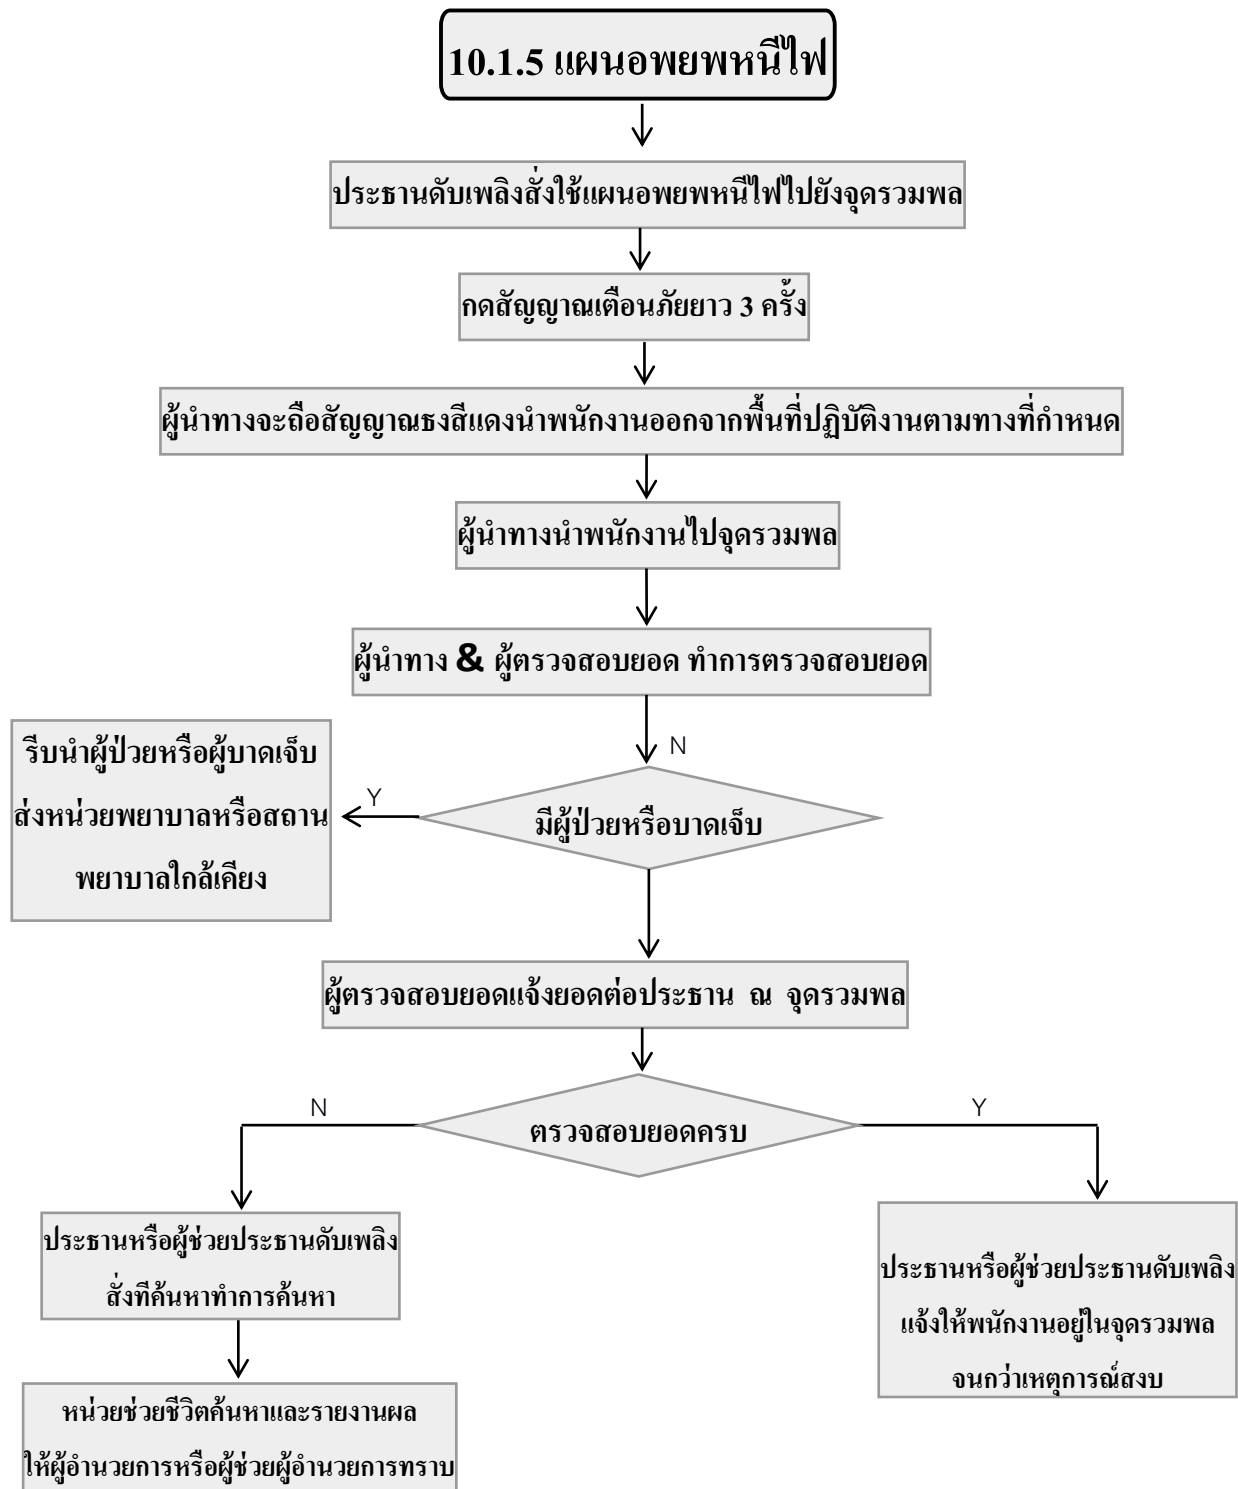 10.1.5 แผนอพยพหนีไฟ
ประธานดับเพลิงสั่งใช้แผนอพยพหนีไฟไปยังจุดรวมพล
กดสัญญาณเตือนภัยยาว 3 ครั้ง
ผู้นำทางจะถือสัญญาณธงสีแดงนำพนักงานออกจากพื้นที่ปฏิบัติงานตามทางที่กำหนด
ผู้นำทางนำพนักงานไปจุดรวมพล
ผู้นำทาง & ผู้ตรวจสอบยอด ทำการตรวจสอบยอด
N
รีบนำผู้ป่วยหรือผู้บาดเจ็บ
ส่งหน่วยพยาบาลหรือสถาน
พยาบาลใกล้เคียง
Y
มีผู้ป่วยหรือบาดเจ็บ
ผู้ตรวจสอบยอดแจ้งยอดต่อประธาน ณ จุดรวมพล
N
ตรวจสอบยอดครบ
Y
ประธานหรือผู้ช่วยประธานดับเพลิง
สั่งทีค้นหาทำการค้นหา
ประธานหรือผู้ช่วยประธานดับเพลิง
แจ้งให้พนักงานอยู่ในจุดรวมพล
จนกว่าเหตุการณ์สงบ
หน่วยช่วยชีวิตค้นหาและรายงานผล
ให้ผู้อำนวยการหรือผู้ช่วยผู้อำนวยการทราบ